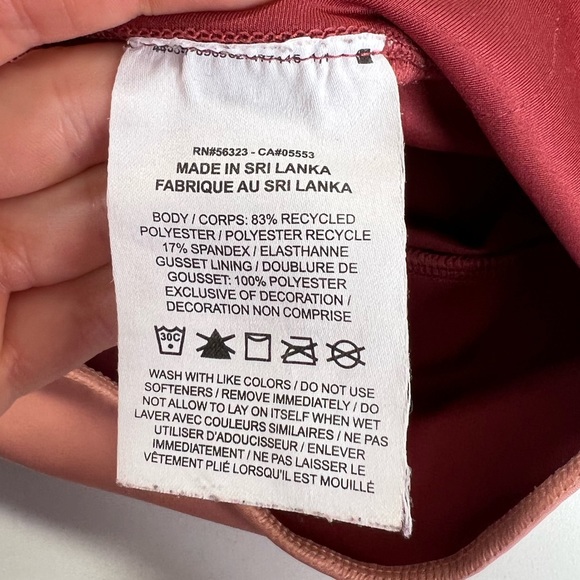 RN#56323 - CA#05553
MADE IN SRI LANKA
FABRIQUE AU SRI LANKA
BODY / CORPS: 83% RECYCLED
POLYESTER / POLYESTER RECYCLE
17% SPANDEX / ELASTHANNE
GUSSET LINING / DOUBLURE DE
GOUSSET: 100% POLYESTER
EXCLUSIVE OF DECORATION /
DECORATION NON COMPRISE
30C
WASH WITH LIKE COLORS / DO NOT USE
SOFTENERS / REMOVE IMMEDIATELY / DO
NOT ALLOW TO LAY ON ITSELF WHEN WET
LAVER AVEC COULEURS SIMILAIRES / NE PAS
UTILISER D'ADOUCISSEUR / ENLEVER
IMMEDIATEMENT / NE PAS LAISSER LE
VÊTEMENT PLIÉ LORSQU'IL EST MOUILLÉ